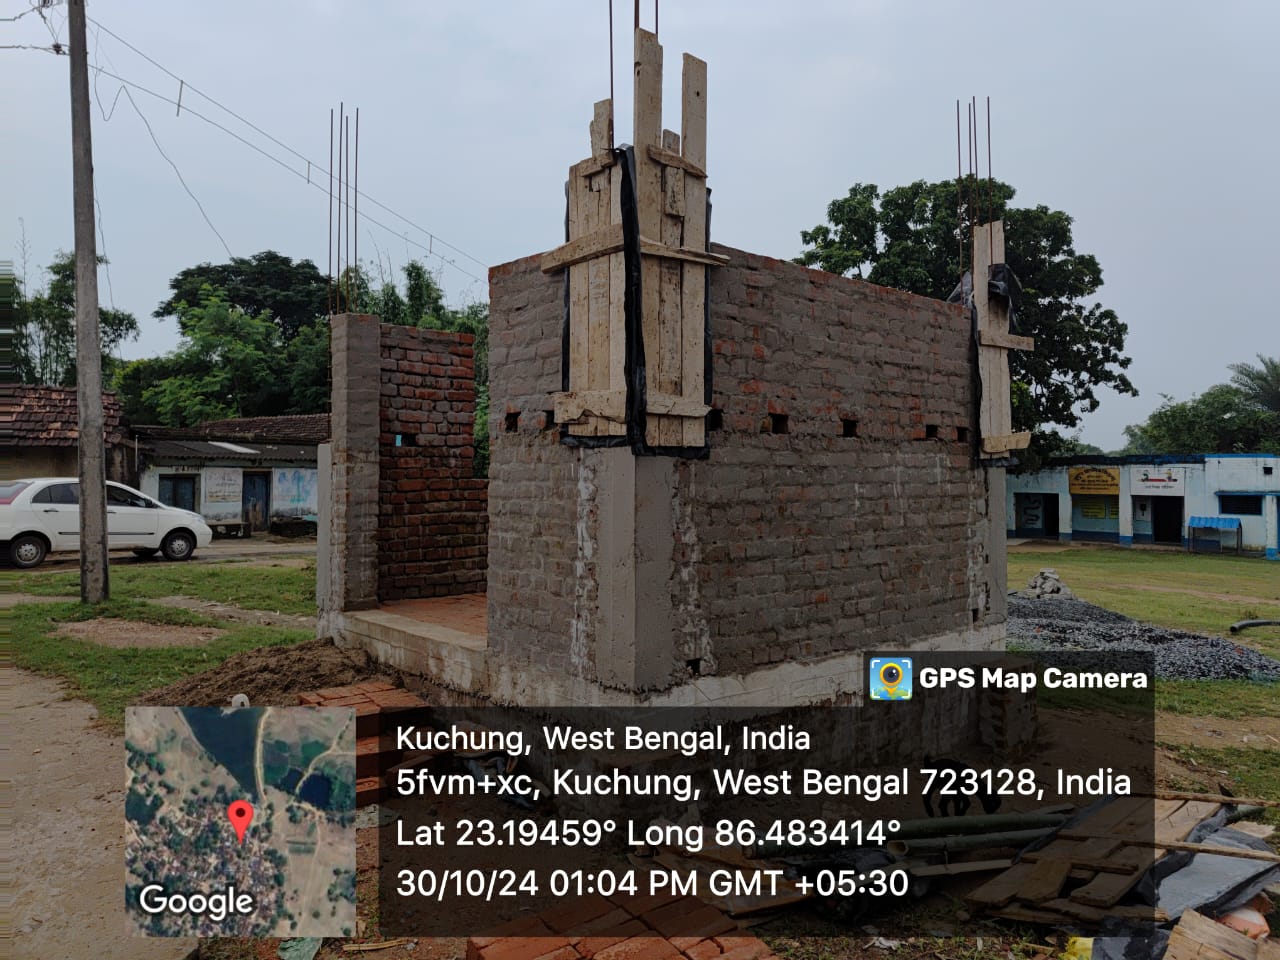 GPS Map Camera
Kuchung, West Bengal, India
5fvm+xc, Kuchung, West Bengal 723128, India
Lat 23.19459° Long 86.483414°
30/10/24 01:04 PM GMT +05:30
Google